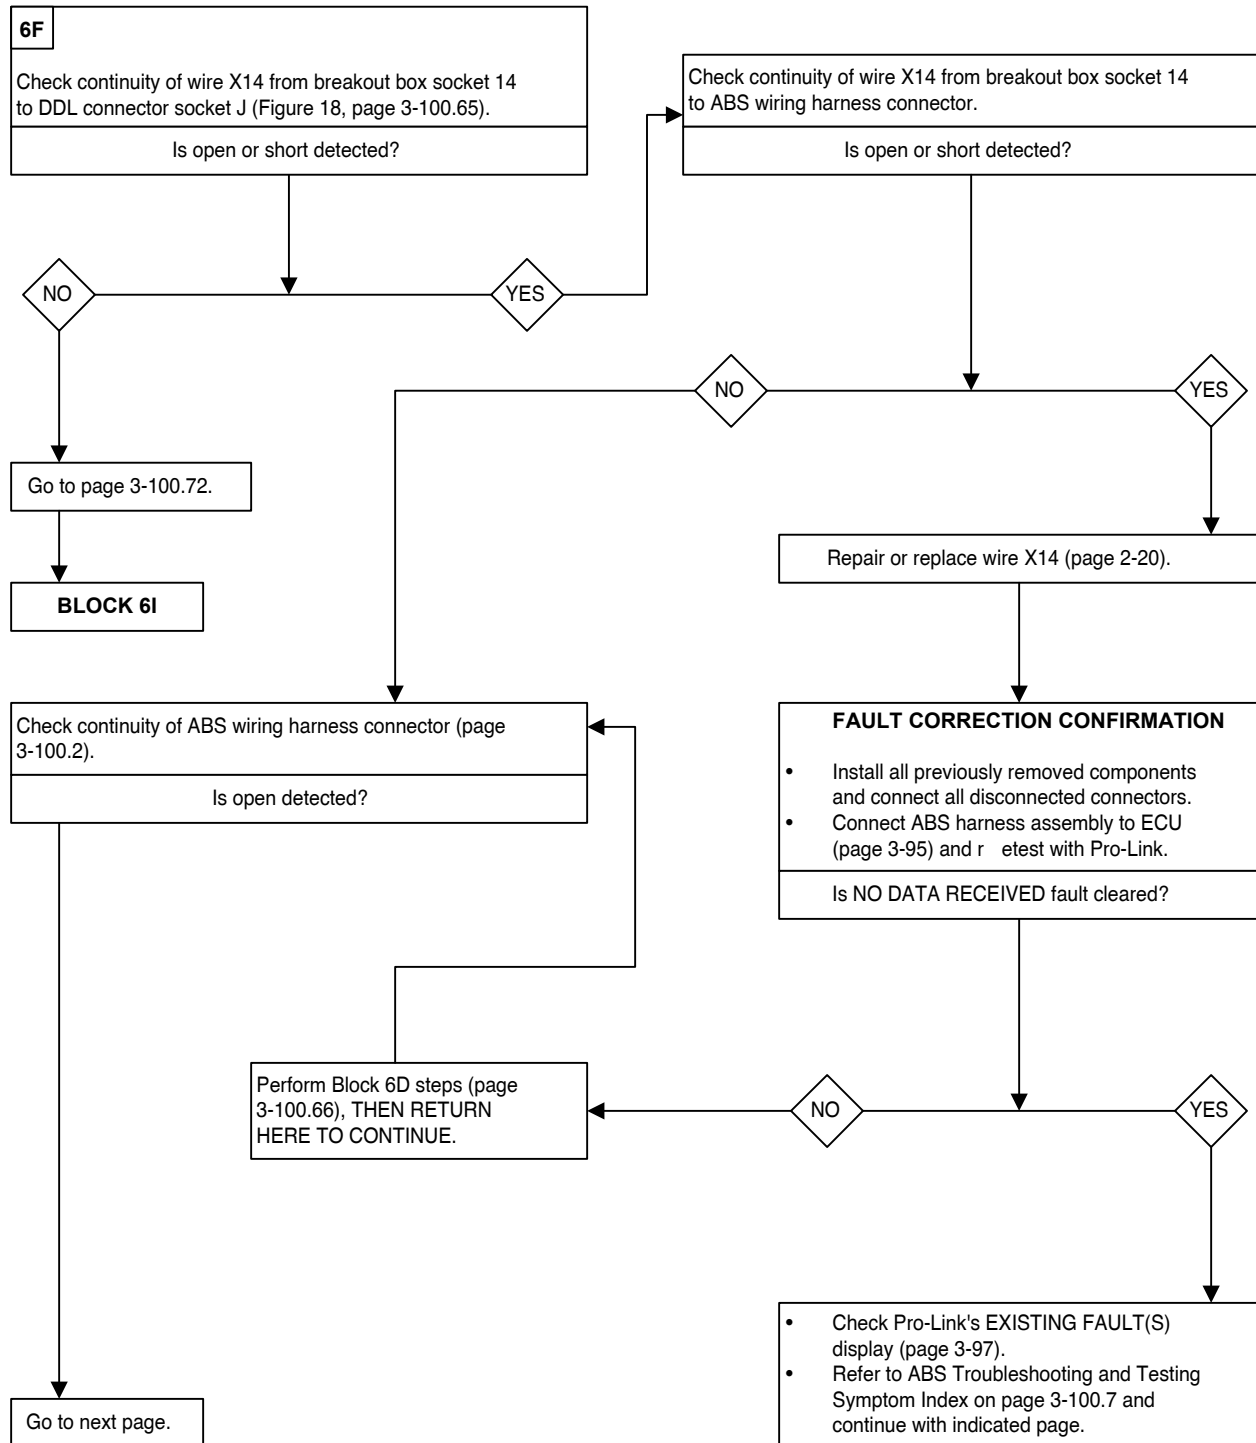 6F
Check continuity of wire X14 from breakout box socket 14
to DDL connector socket J (Figure 18, page 3-100.65).
Is open or short detected?
Check continuity of wire X14 from breakout box socket 14
to ABS wiring harness connector.
Is open or short detected?
NO
YES
NO
YES
Go to page 3-100.72.
BLOCK 6I
Repair or replace wire X14 (page 2-20).
Check continuity of ABS wiring harness connector (page
3-100.2).
Is open detected?
FAULT CORRECTION CONFIRMATION
• Install all previously removed components
and connect all disconnected connectors.
• Connect ABS harness assembly to ECU
(page 3-95) and r etest with Pro-Link.
Is NO DATA RECEIVED fault cleared?
Perform Block 6D steps (page
3-100.66), THEN RETURN
HERE TO CONTINUE.
NO
YES
• Check Pro-Link's EXISTING FAULT(S)
display (page 3-97).
• Refer to ABS Troubleshooting and Testing
Symptom Index on page 3-100.7 and
continue with indicated page.
Go to next page.